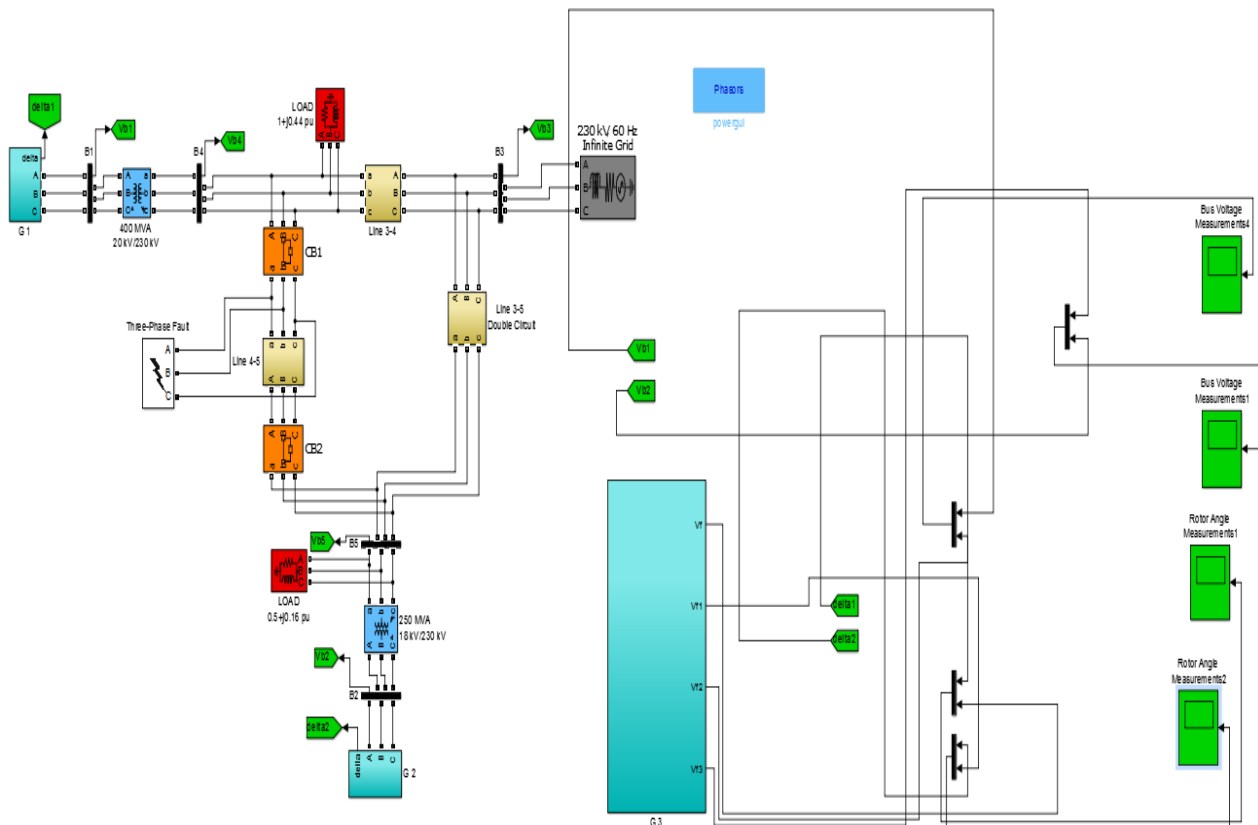 delta1
delta
A
B
C
G 1
B1
Vb1
A
B
C
a
b
c
400 MVA
20 kV/230 kV
B4
Vb4
LOAD
1+j0.44 pu
A
B
C
a
b
c
A
B
C
Line 3-4
B3
Vb3
230 kV 60 Hz
Infinite Grid
A
B
C
Phasors
powergui
A
B
C
a
b
c
CB1
Three-Phase Fault
A
B
C
a
b
c
A
B
C
Line 4-5
A
B
C
a
b
c
CB2
A
B
C
a
b
c
Line 3-5
Double Circuit
Vb1
Vb2
Vb5
B5
LOAD
0.5+j0.16 pu
a
b
c
A
B
C
250 MVA
18 kV/230 kV
Vb2
B2
delta2
delta
A
B
C
G 2
Vf
Vf1
Vf2
Vf3
G 3
delta1
delta2
Bus Voltage
Measurements4
Bus Voltage
Measurements1
Rotor Angle
Measurements1
Rotor Angle
Measurements2